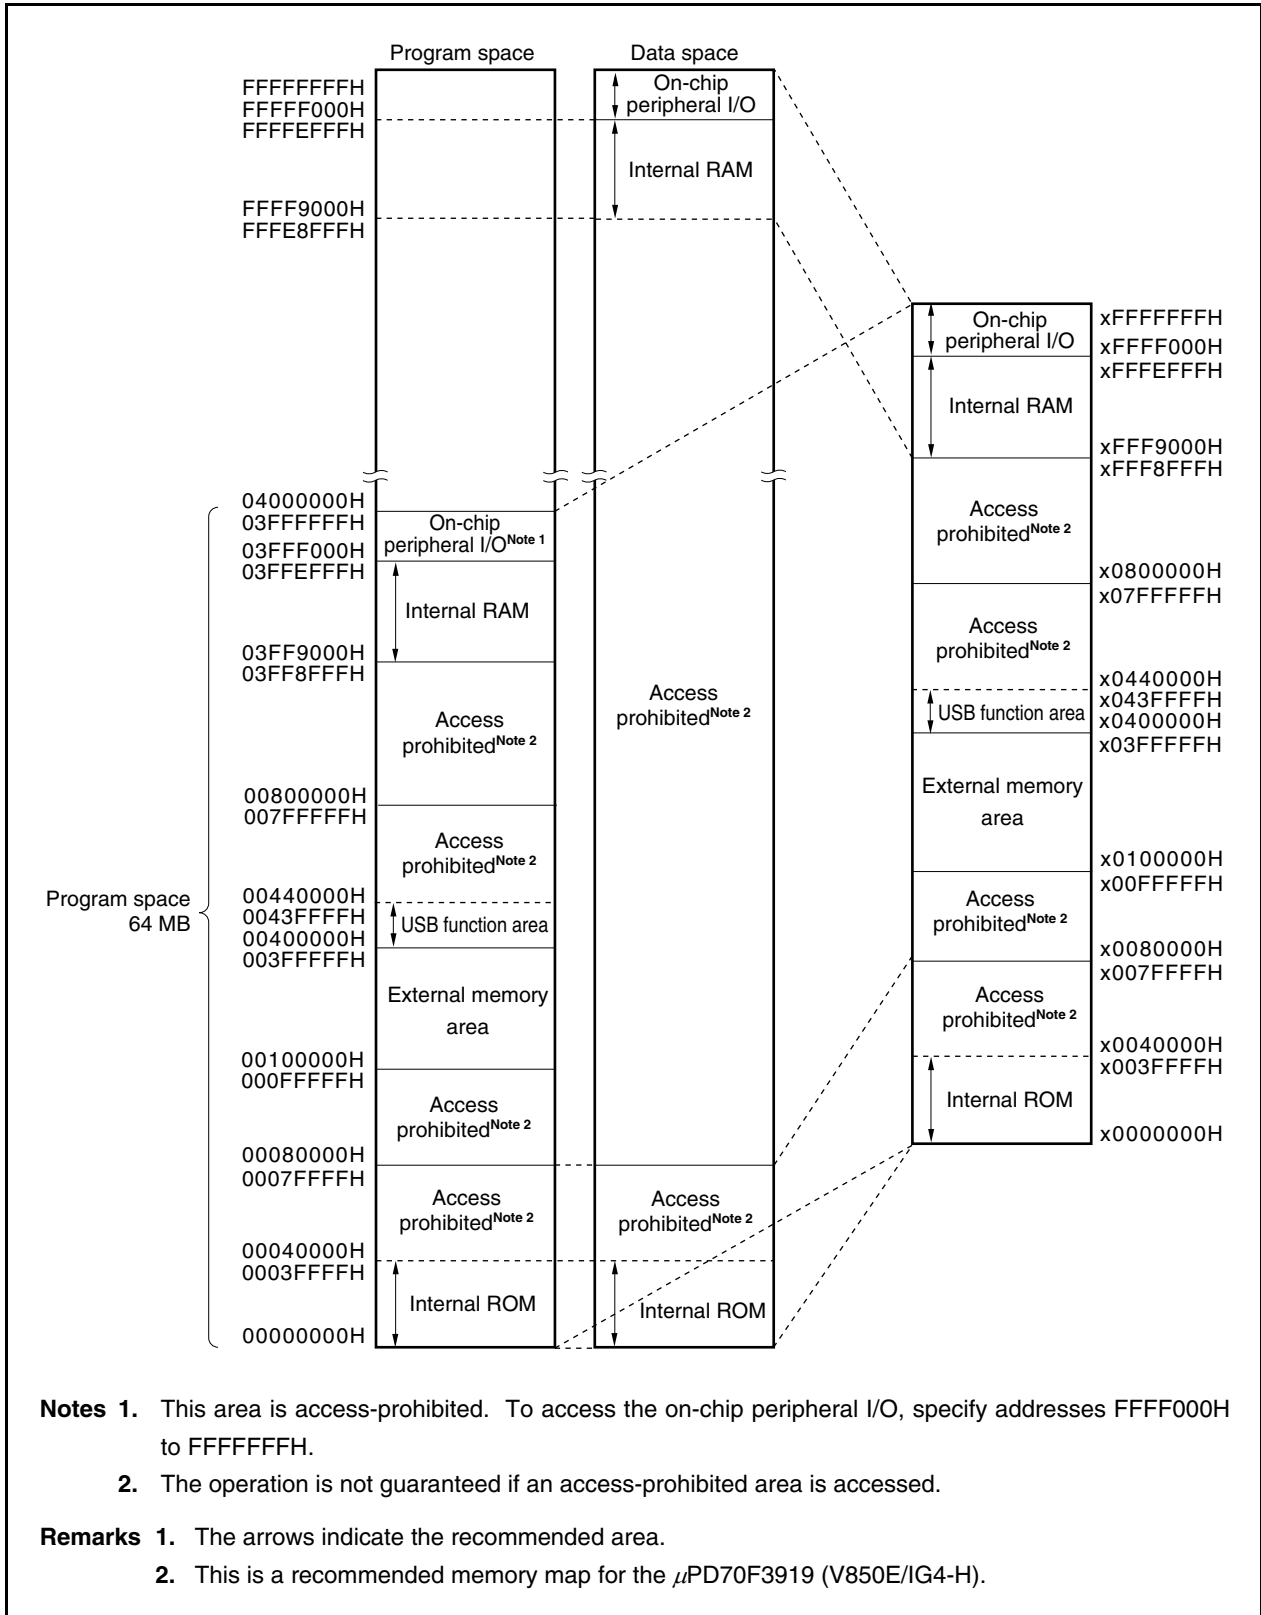 Program space
Data space
FFFFFFFFH
FFFFF000H
FFFFEFFFH
FFFF9000H
FFFE8FFFH
On-chip
peripheral I/O
Internal RAM
04000000H
03FFFFFFH
03FFF000H
03FFEFFFH
03FF9000H
03FF8FFFH
00800000H
007FFFFFH
00440000H
0043FFFFH
00400000H
003FFFFFH
00100000H
000FFFFFH
00080000H
0007FFFFH
00040000H
0003FFFFH
00000000H
Program space
64 MB
On-chip
peripheral I/ONote 1
Internal RAM
Access
prohibitedNote 2
Access
prohibitedNote 2
USB function area
External memory
area
Access
prohibitedNote 2
Access
prohibitedNote 2
Internal ROM
Access
prohibitedNote 2
Access
prohibitedNote 2
Internal ROM
On-chip
peripheral I/O
Internal RAM
Access
prohibitedNote 2
Access
prohibitedNote 2
USB function area
External memory
area
Access
prohibitedNote 2
Access
prohibitedNote 2
Internal ROM
xFFFFFFFH
xFFFF000H
xFFFEFFFH
xFFF9000H
xFFF8FFFH
x0800000H
x07FFFFFH
x0440000H
x043FFFFH
x0400000H
x03FFFFFH
x0100000H
x00FFFFFH
x0080000H
x007FFFFH
x0040000H
x003FFFFH
x0000000H
Notes 1. This area is access-prohibited. To access the on-chip peripheral I/O, specify addresses FFFF000H
to FFFFFFFH.
2. The operation is not guaranteed if an access-prohibited area is accessed.
Remarks 1. The arrows indicate the recommended area.
2. This is a recommended memory map for the μPD70F3919 (V850E/IG4-H).